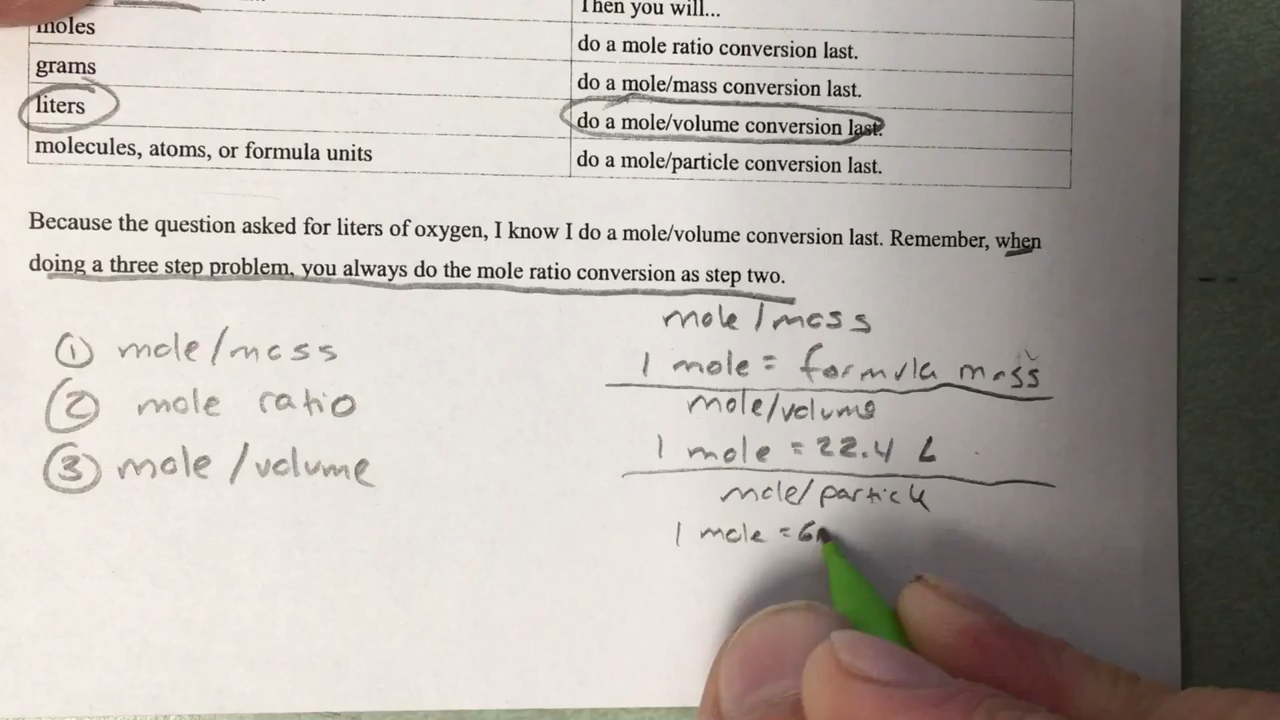 Then you will...
moles
do a mole ratio conversion last.
grams
do a mole/mass conversion last.
liters
do a mole/volume conversion last.
molecules, atoms, or formula units
do a mole/particle conversion last.
Because the question asked for liters of oxygen, I know I do a mole/volume conversion last. Remember, when
doing a three step problem, you always do the mole ratio conversion as step two.
① mole/mass
② mole ratio
③ mole/volume
mole/mass
1 mole = formula mass
mole/volume
1 mole = 22.4 L
mole/particle
1 mole = 6